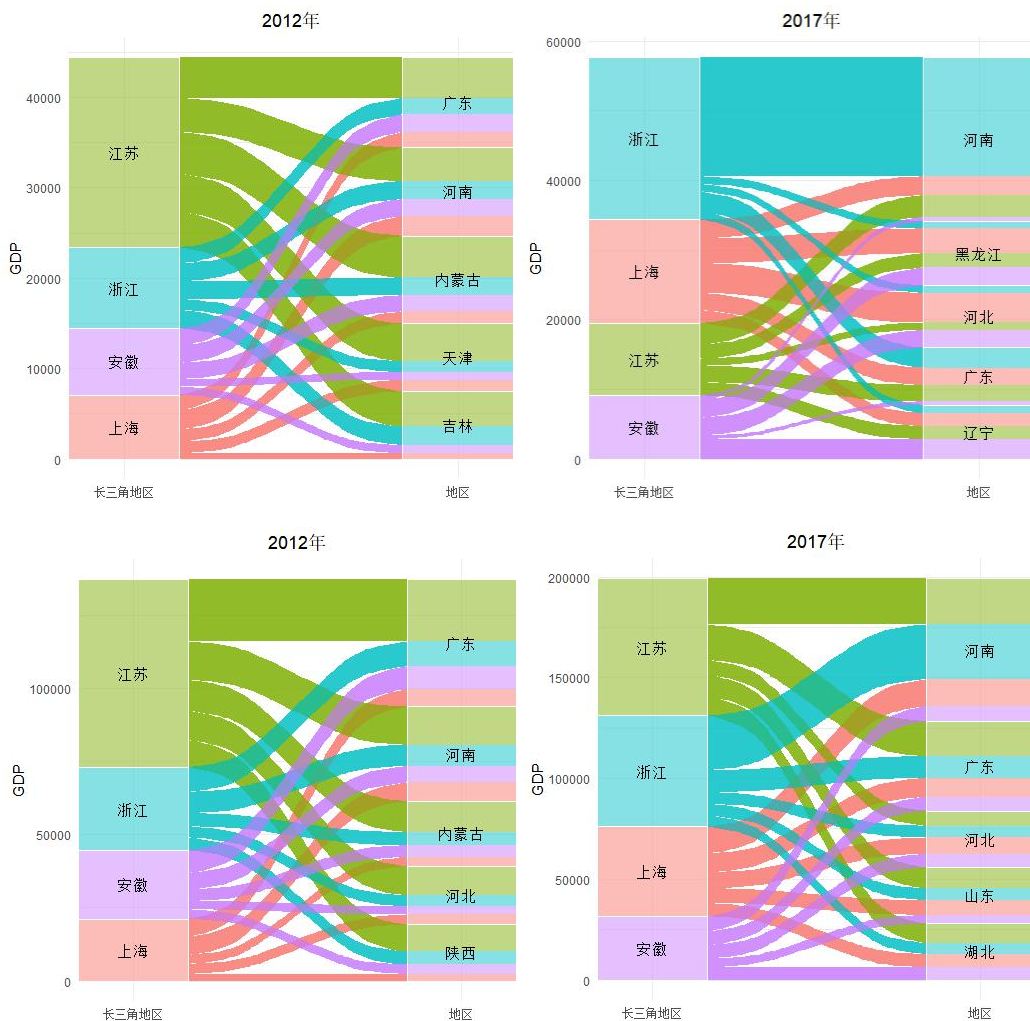 2012年
GDP
40000
30000
20000
10000
0
江苏
浙江
安徽
上海
广东
河南
内蒙古
天津
吉林
长三角地区
地区
2017年
GDP
60000
40000
20000
0
浙江
上海
江苏
安徽
河南
黑龙江
河北
广东
辽宁
长三角地区
地区
2012年
GDP
100000
50000
0
江苏
浙江
安徽
上海
广东
河南
内蒙古
河北
陕西
长三角地区
地区
2017年
GDP
200000
150000
100000
50000
0
江苏
浙江
上海
安徽
河南
广东
河北
山东
湖北
长三角地区
地区